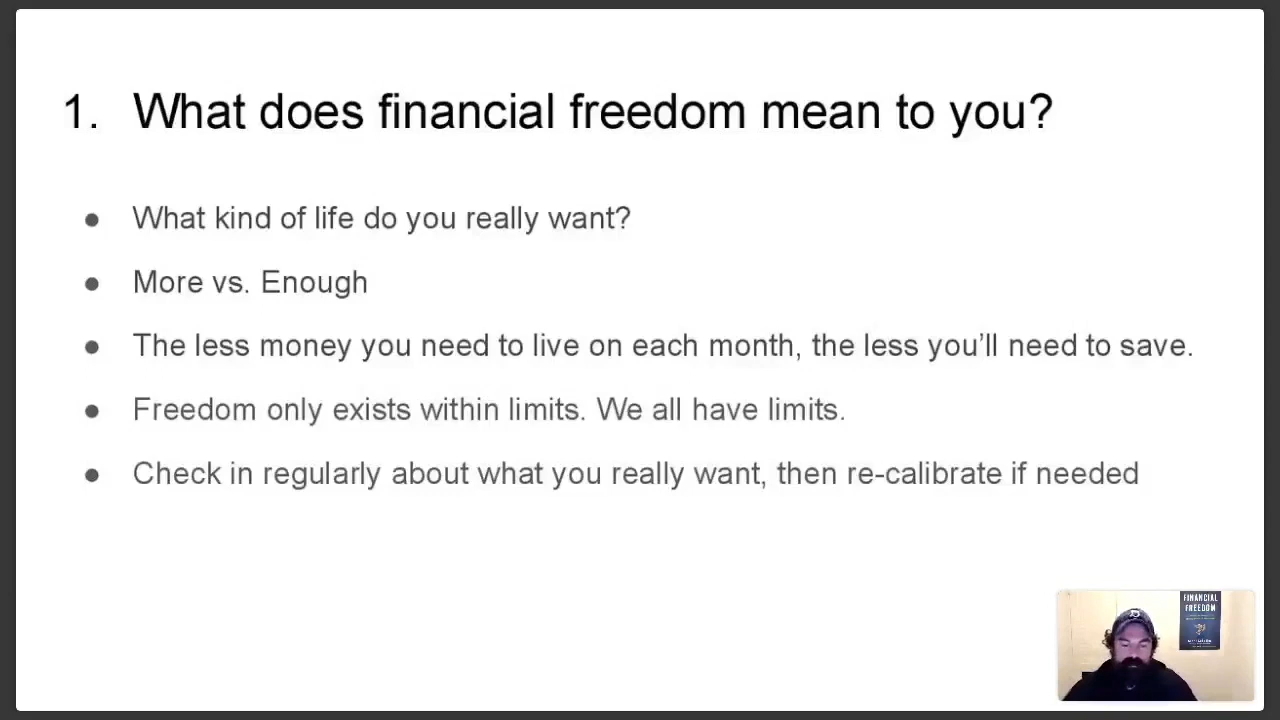 1. What does financial freedom mean to you?
● What kind of life do you really want?
● More vs. Enough
● The less money you need to live on each month, the less you'll need to save.
● Freedom only exists within limits. We all have limits.
● Check in regularly about what you really want, then re-calibrate if needed
FINANCIAL
FREEDOM